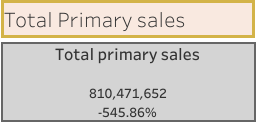 Total Primary sales
Total primary sales
810,471,652
-545.86%